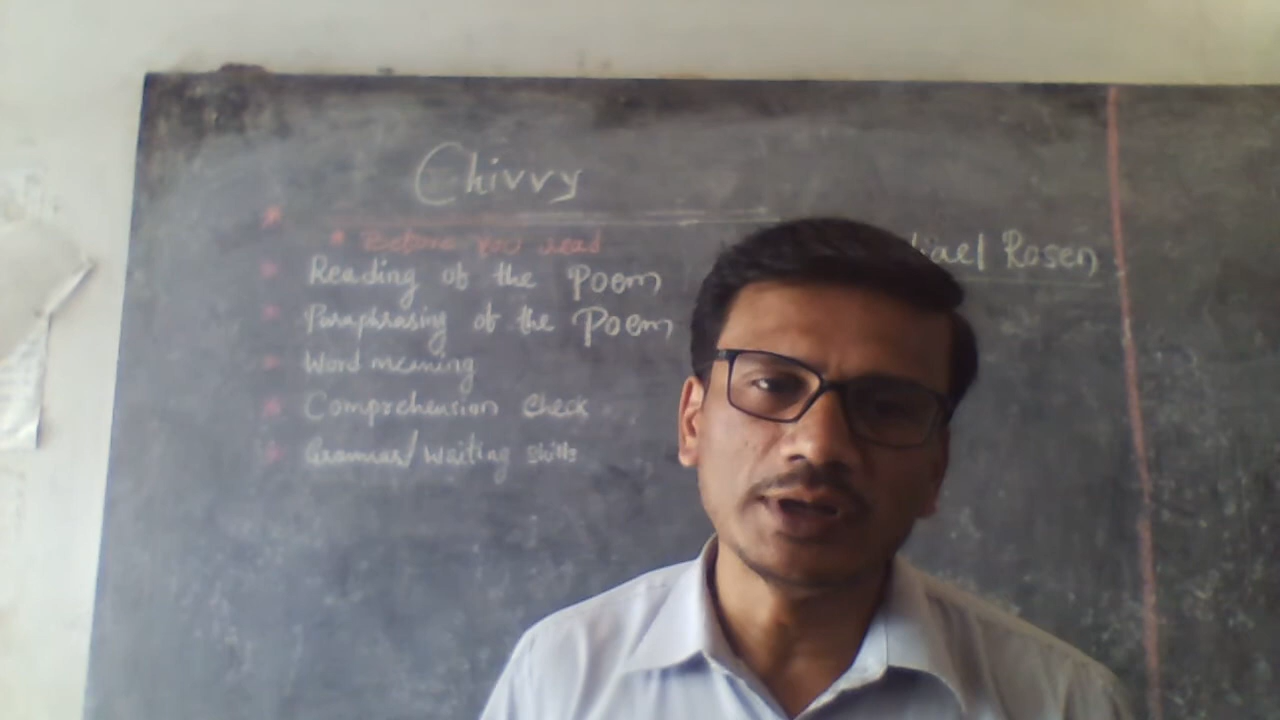 Chivvy
* Before you read
ael Rosen
Reading of the Poem
Paraphrasing of the Poem
Word meaning
Comprehension Check
Grammar/Writing skills